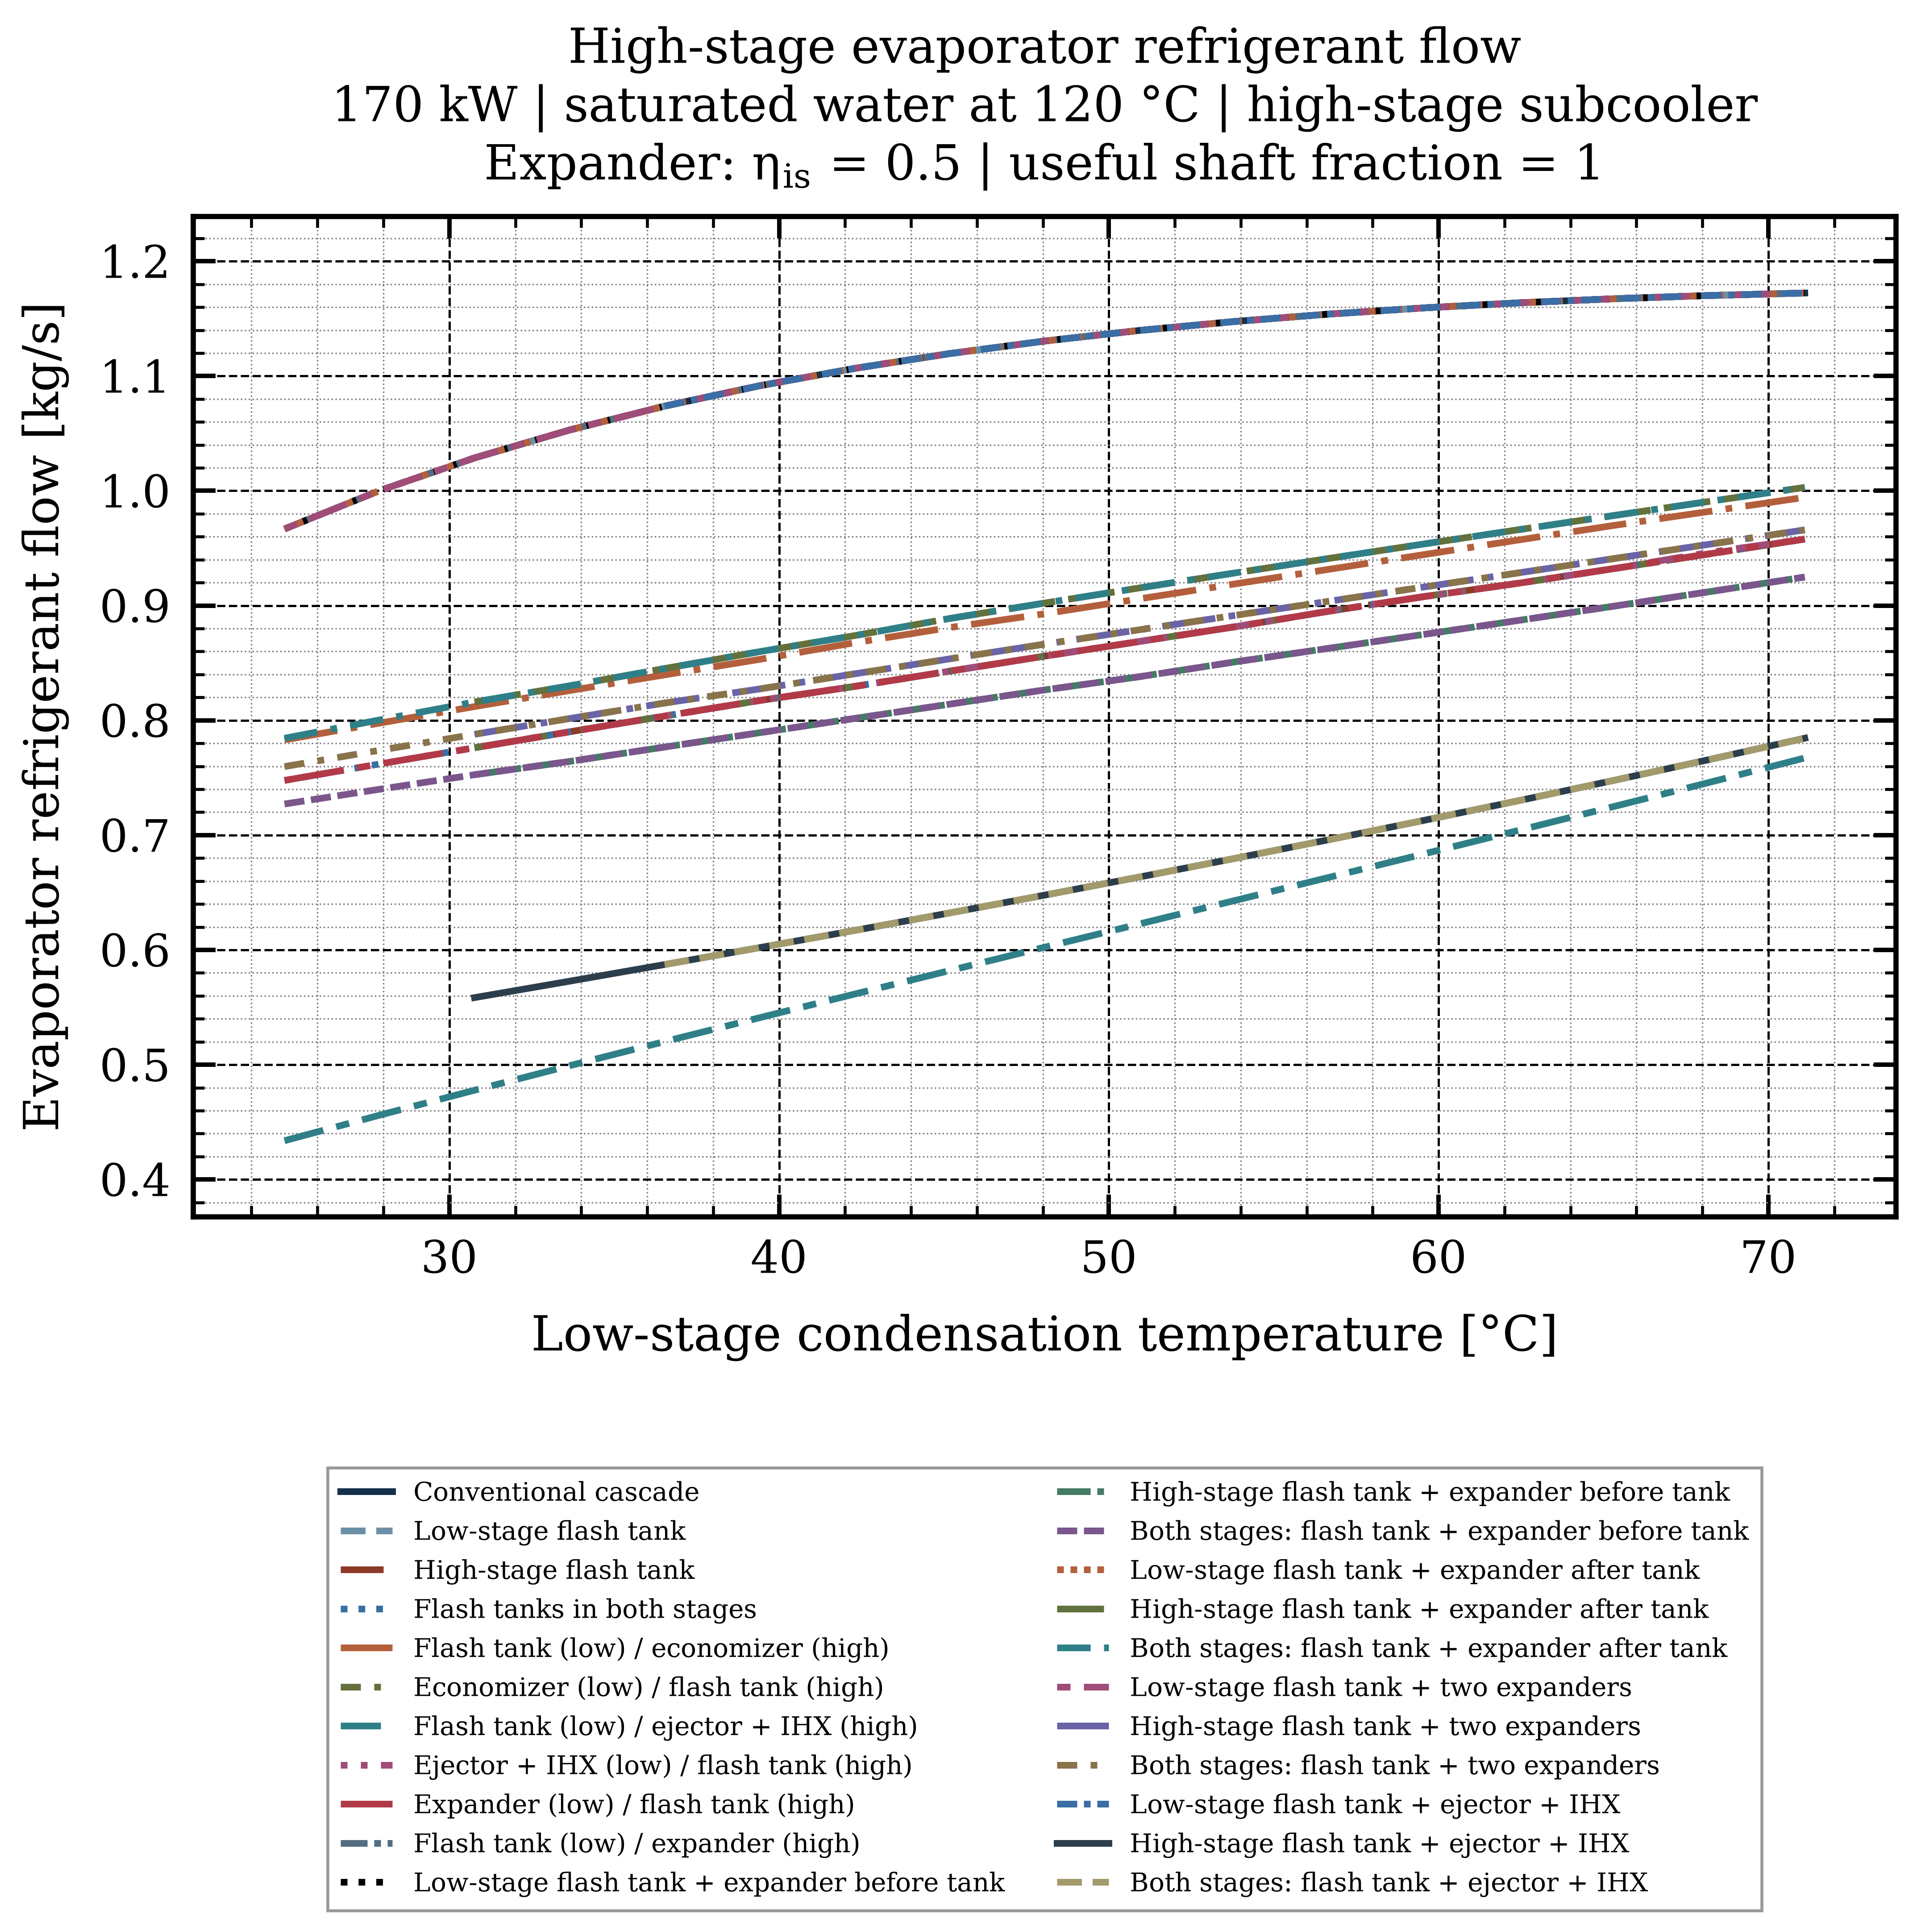 High-stage evaporator refrigerant flow
170 kW | saturated water at 120 °C | high-stage subcooler
Expander: ηis = 0.5 | useful shaft fraction = 1
Evaporator refrigerant flow [kg/s]
1.2
1.1
1.0
0.9
0.8
0.7
0.6
0.5
0.4
30 40 50 60 70
Low-stage condensation temperature [°C]
Conventional cascade
Low-stage flash tank
High-stage flash tank
Flash tanks in both stages
Flash tank (low) / economizer (high)
Economizer (low) / flash tank (high)
Flash tank (low) / ejector + IHX (high)
Ejector + IHX (low) / flash tank (high)
Expander (low) / flash tank (high)
Flash tank (low) / expander (high)
Low-stage flash tank + expander before tank
High-stage flash tank + expander before tank
Both stages: flash tank + expander before tank
Low-stage flash tank + expander after tank
High-stage flash tank + expander after tank
Both stages: flash tank + expander after tank
Low-stage flash tank + two expanders
High-stage flash tank + two expanders
Both stages: flash tank + two expanders
Low-stage flash tank + ejector + IHX
High-stage flash tank + ejector + IHX
Both stages: flash tank + ejector + IHX